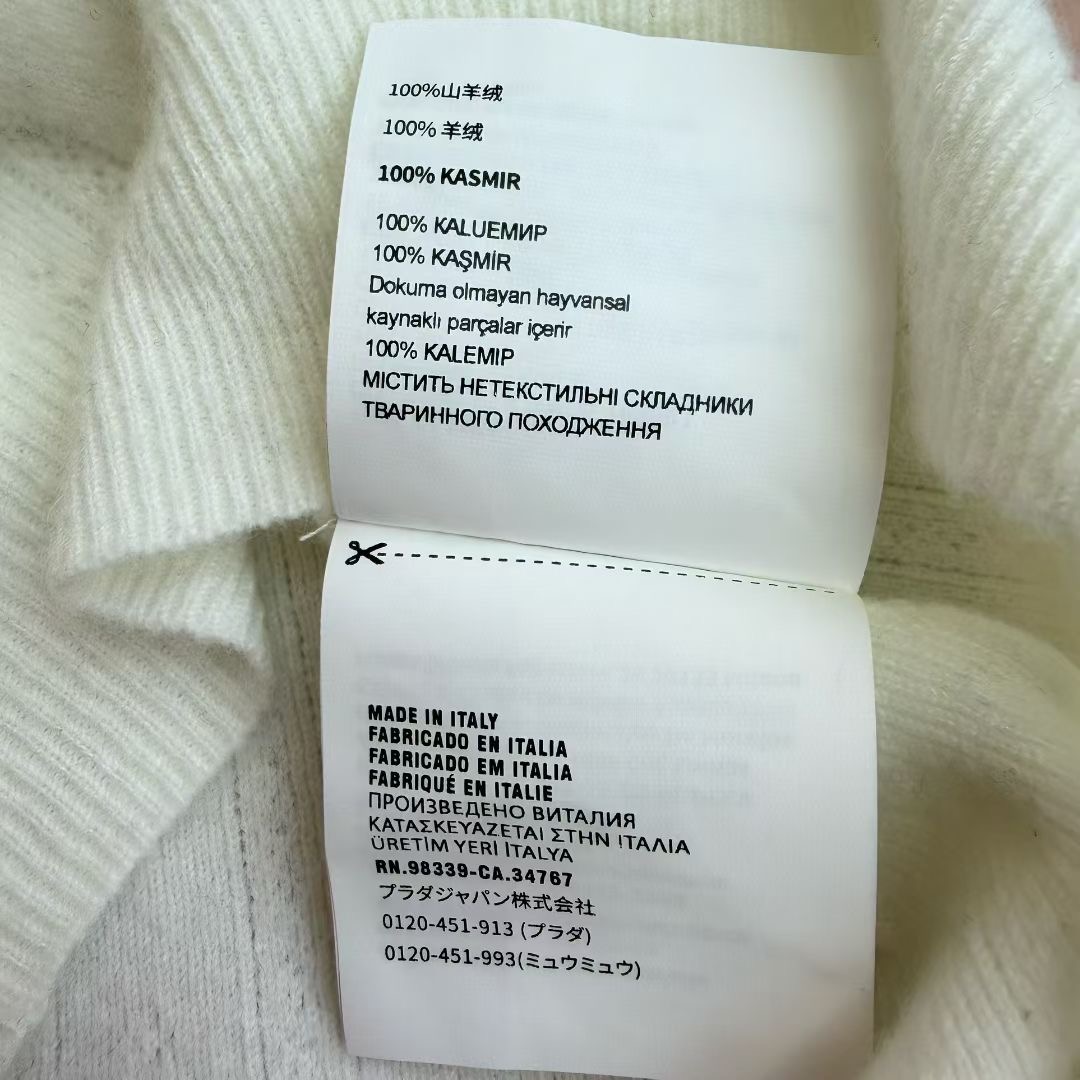 100%山羊绒
100% 羊绒
100% KASMIR
100% KALUEМИР
100% KAŞMİR
Dokuma olmayan hayvansal
kaynaklı parçalar içerir
100% KALEMIP
МІСТИТЬ НЕТЕКСТИЛЬНІ СКЛАДНИКИ
ТВАРИННОГО ПОХОДЖЕННЯ
MADE IN ITALY
FABRICADO EN ITALIA
FABRICADO EM ITALIA
FABRIQUÉ EN ITALIE
ПРОИЗВЕДЕНО ВИТАЛИЯ
ΚΑΤΑΣΚΕΥΑΖΕΤΑΙ ΣΤΗΝ ΙΤΑΛΙΑ
ÜRETİM YERİ İTALYA
RN.98339-CA.34767
プラダジャパン株式会社
0120-451-913 (プラダ)
0120-451-993(ミュウミュウ)